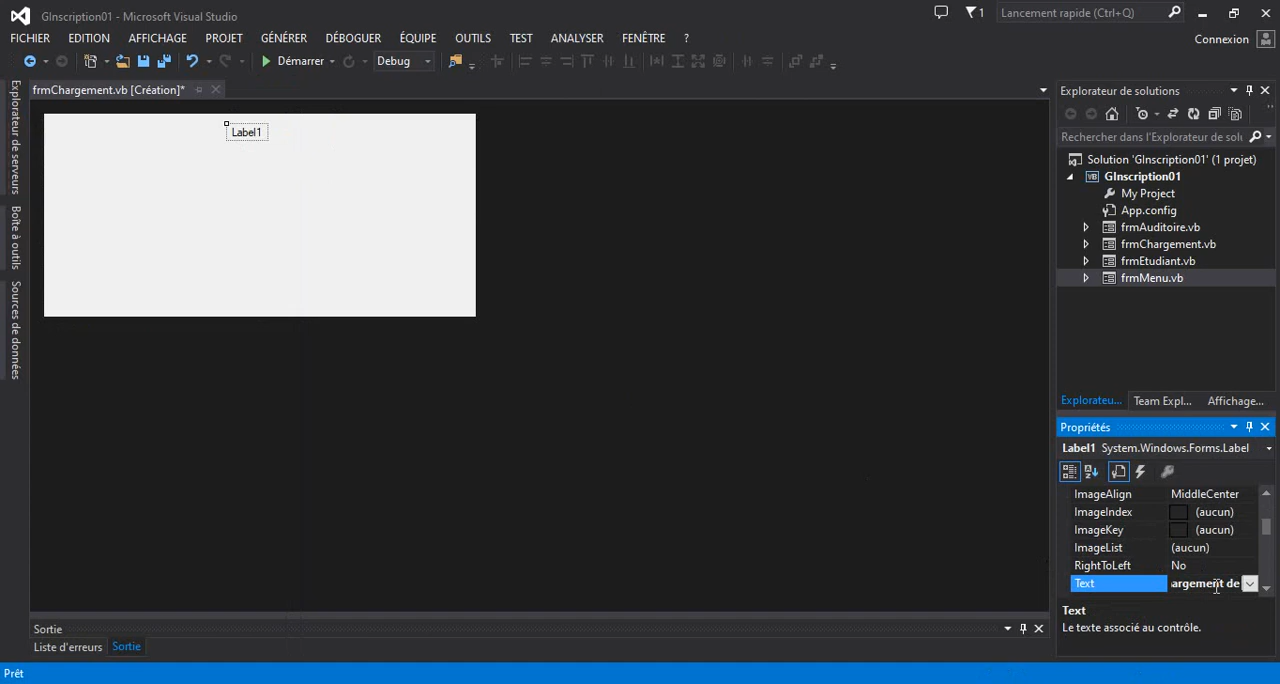 GInscription01 - Microsoft Visual Studio
1
Lancement rapide (Ctrl+Q)
FICHIER EDITION AFFICHAGE PROJET GÉNÉRER DÉBOGUER ÉQUIPE OUTILS TEST ANALYSER FENÊTRE ?
Connexion
Démarrer
Debug
frmChargement.vb [Création]*
Explorateur de serveurs
Boîte à outils
Sources de données
Label1
Explorateur de solutions
Rechercher dans l'Explorateur de solu
Solution 'GInscription01' (1 projet)
VB GInscription01
My Project
App.config
frmAuditoire.vb
frmChargement.vb
frmEtudiant.vb
frmMenu.vb
Explorateu... Team Expl... Affichage...
Propriétés
Label1 System.Windows.Forms.Label
ImageAlign MiddleCenter
ImageIndex (aucun)
ImageKey (aucun)
ImageList (aucun)
RightToLeft No
Text argement de
Text
Le texte associé au contrôle.
Sortie
Liste d'erreurs Sortie
Prêt